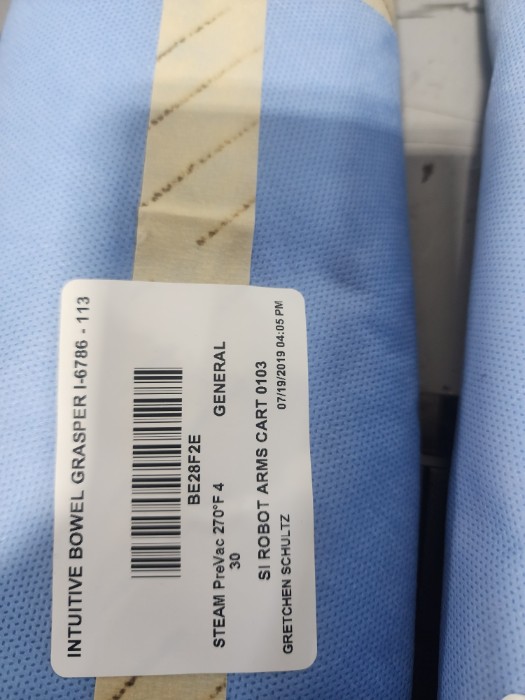 INTUITIVE BOWEL GRASPER I-6786 - 113
BE28F2E
STEAM PreVac 270°F 4 GENERAL
30
SI ROBOT ARMS CART 0103
GRETCHEN SCHULTZ 07/19/2019 04:05 PM